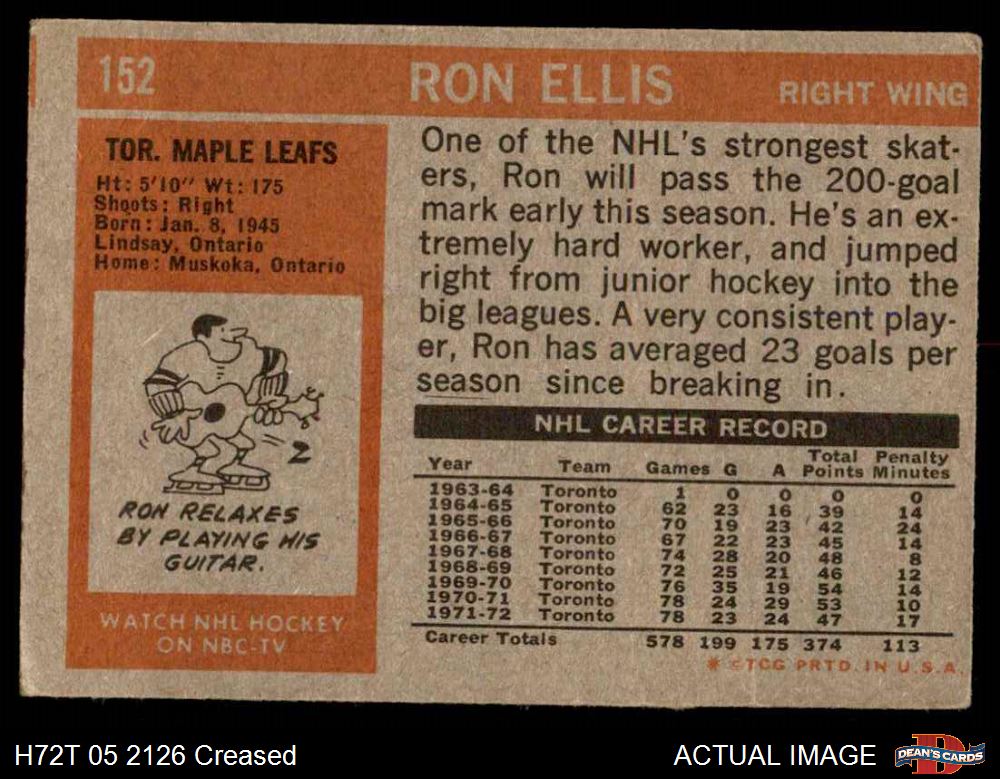 152 RON ELLIS RIGHT WING
TOR. MAPLE LEAFS
Ht: 5'10" Wt: 175
Shoots: Right
Born: Jan. 8, 1945
Lindsay, Ontario
Home: Muskoka, Ontario
RON RELAXES
BY PLAYING HIS
GUITAR.
WATCH NHL HOCKEY
ON NBC-TV
One of the NHL's strongest skat-
ers, Ron will pass the 200-goal
mark early this season. He's an ex-
tremely hard worker, and jumped
right from junior hockey into the
big leagues. A very consistent play-
er, Ron has averaged 23 goals per
season since breaking in.
NHL CAREER RECORD
Year Team Games G A Total Points Penalty Minutes
1963-64 Toronto 1 0 0 0 0
1964-65 Toronto 62 23 16 39 14
1965-66 Toronto 70 19 23 42 24
1966-67 Toronto 67 22 23 45 14
1967-68 Toronto 74 28 20 48 8
1968-69 Toronto 72 25 21 46 12
1969-70 Toronto 76 35 19 54 14
1970-71 Toronto 78 24 29 53 10
1971-72 Toronto 78 23 24 47 17
Career Totals 578 199 175 374 113
* © TCG PRTD. IN U.S.A.
H72T 05 2126 Creased ACTUAL IMAGE DEAN'S CARDS